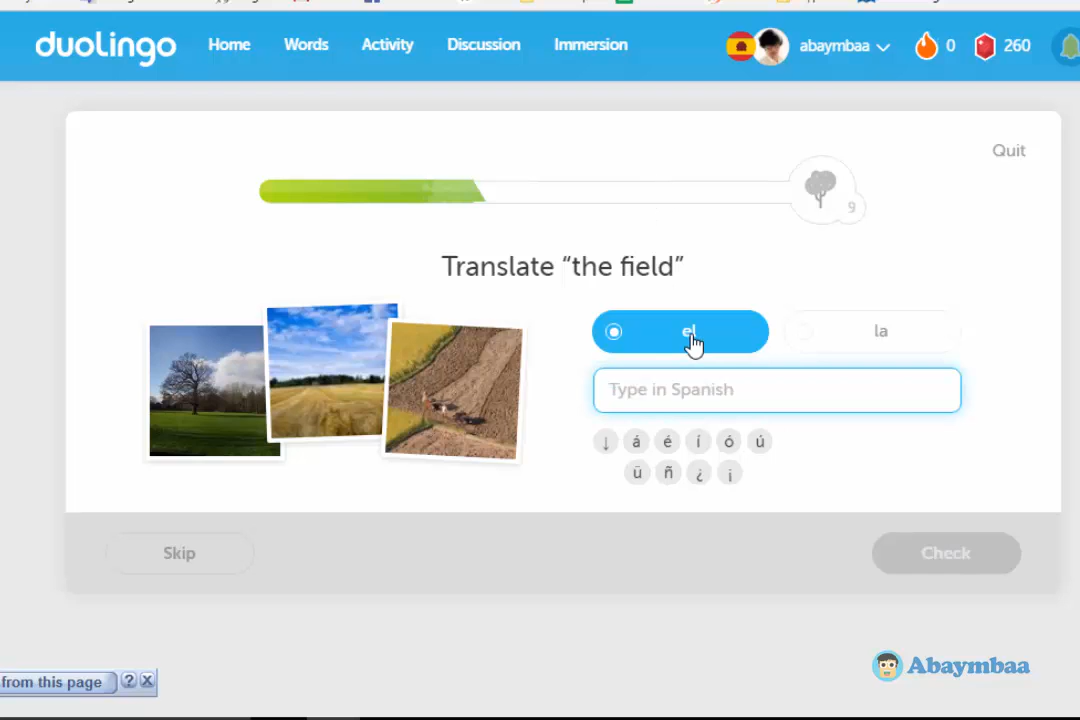 duolingo Home Words Activity Discussion Immersion abaymbaa 0 260
Quit
9
Translate “the field”
el la
Type in Spanish
↓ á é í ó ú
ü ñ ¿ ¡
Skip Check
Abaymbaa
from this page ? X